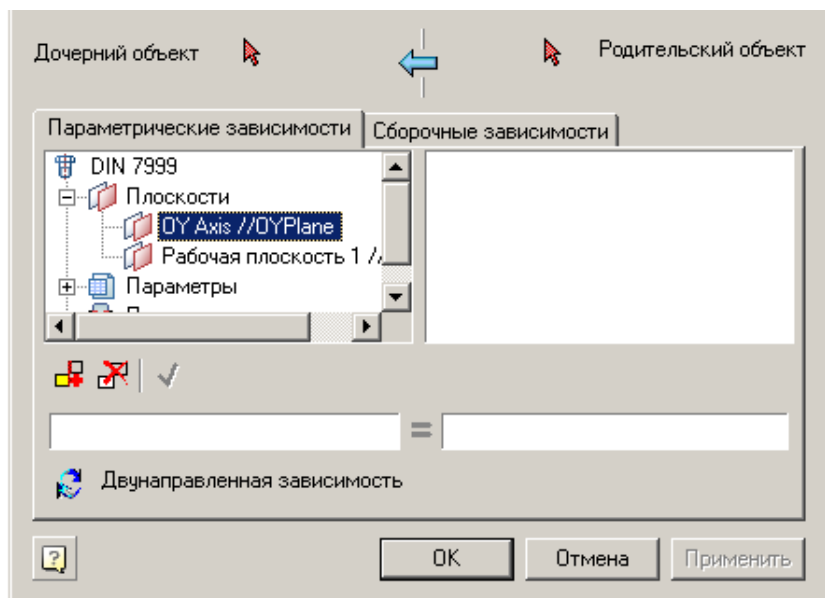 Дочерний объект
Родительский объект
Параметрические зависимости
Сборочные зависимости
DIN 7999
Плоскости
OY Axis //OYPlane
Рабочая плоскость 1 //
Параметры
=
Двунаправленная зависимость
?
OK
Отмена
Применить